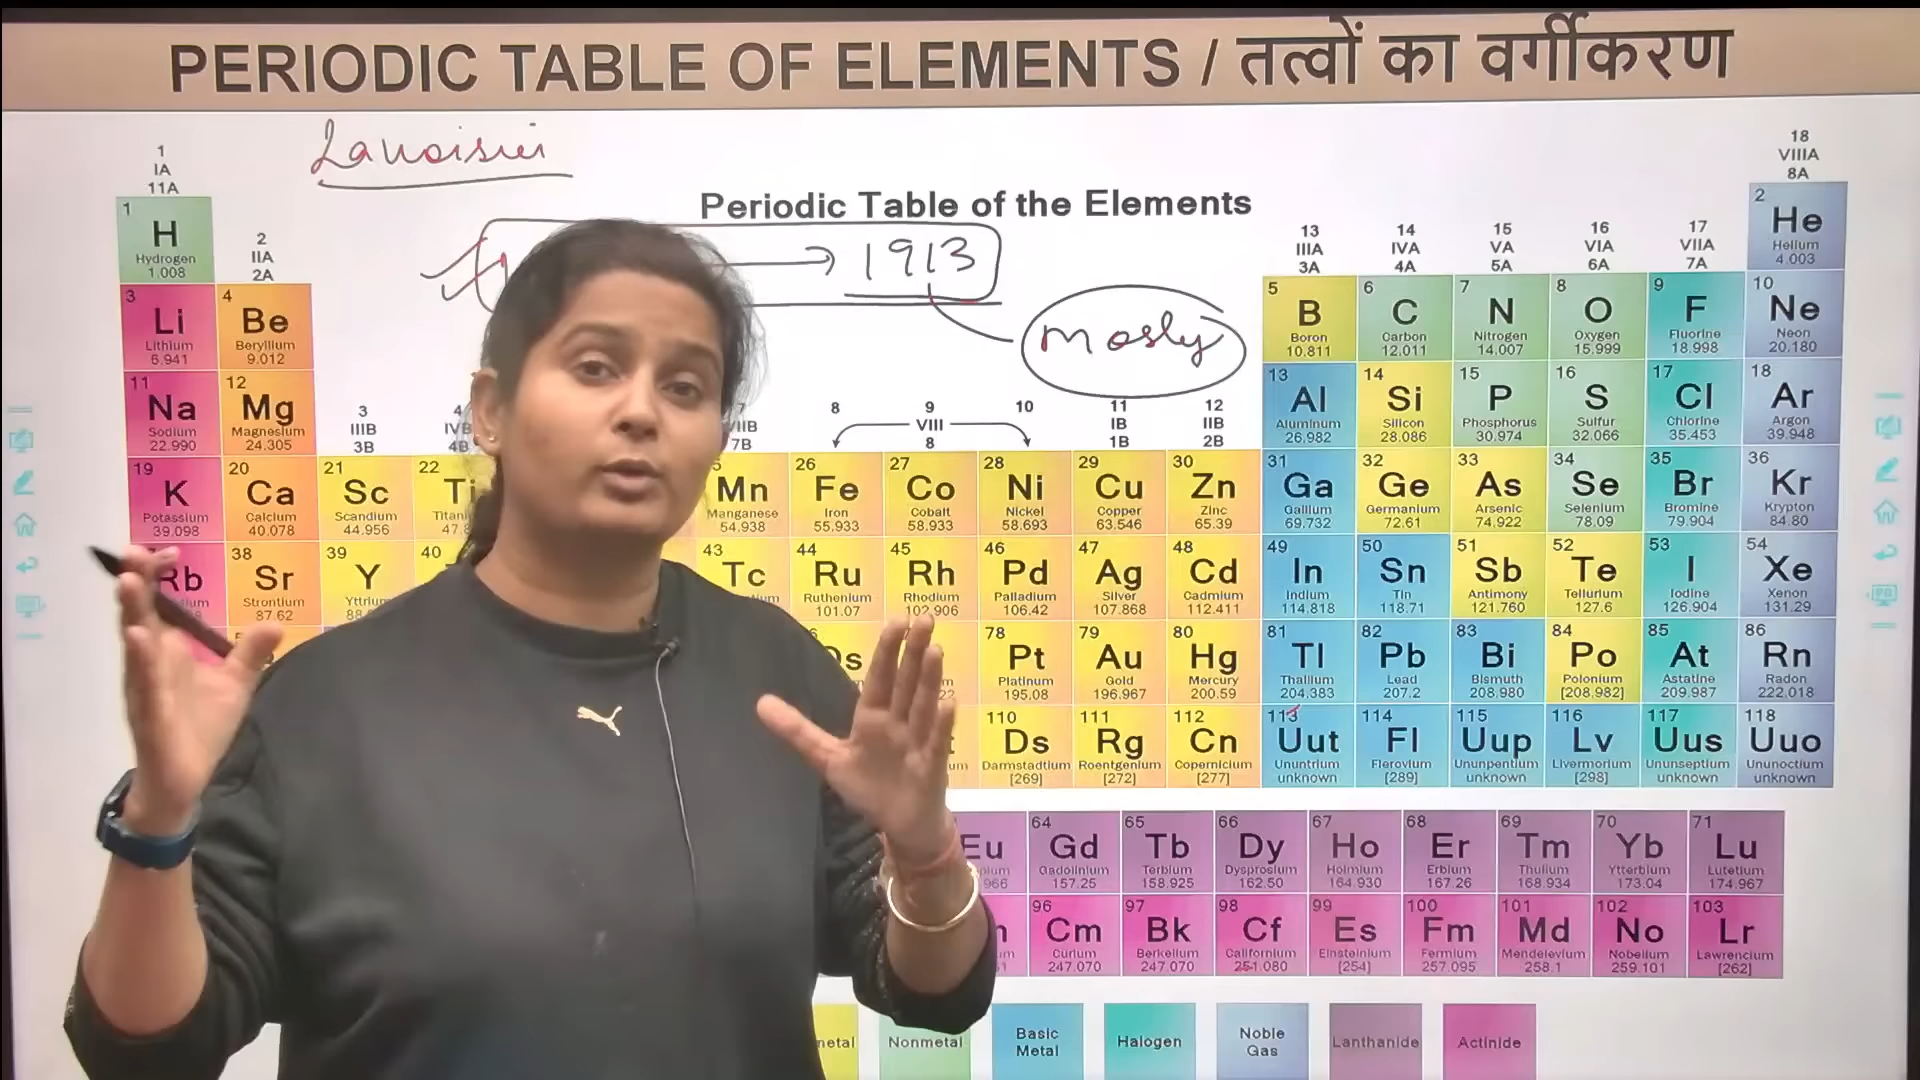 PERIODIC TABLE OF ELEMENTS / तत्वों का वर्गीकरण
Periodic Table of the Elements
1913
Mosly
1
IA
11A
2
IIA
2A
3
IIIB
3B
4
IVB
4B
7
VIIB
7B
8
9
10
VIII
8
11
IB
1B
12
IIB
2B
13
IIIA
3A
14
IVA
4A
15
VA
5A
16
VIA
6A
17
VIIA
7A
18
VIIIA
8A
1
H
Hydrogen
1.008
2
He
Helium
4.003
3
Li
Lithium
6.941
4
Be
Beryllium
9.012
5
B
Boron
10.811
6
C
Carbon
12.011
7
N
Nitrogen
14.007
8
O
Oxygen
15.999
9
F
Fluorine
18.998
10
Ne
Neon
20.180
11
Na
Sodium
22.990
12
Mg
Magnesium
24.305
13
Al
Aluminum
26.982
14
Si
Silicon
28.086
15
P
Phosphorus
30.974
16
S
Sulfur
32.066
17
Cl
Chlorine
35.453
18
Ar
Argon
39.948
19
K
Potassium
39.098
20
Ca
Calcium
40.078
21
Sc
Scandium
44.956
22
Ti
Mn
Manganese
54.938
26
Fe
Iron
55.933
27
Co
Cobalt
58.933
28
Ni
Nickel
58.693
29
Cu
Copper
63.546
30
Zn
Zinc
65.39
31
Ga
Gallium
69.732
32
Ge
Germanium
72.61
33
As
Arsenic
74.922
34
Se
Selenium
78.09
35
Br
Bromine
79.904
36
Kr
Krypton
84.80
Rb
38
Sr
Strontium
87.62
39
Y
40
43
Tc
44
Ru
Ruthenium
101.07
45
Rh
Rhodium
102.906
46
Pd
Palladium
106.42
47
Ag
Silver
107.868
48
Cd
Cadmium
112.411
49
In
Indium
114.818
50
Sn
Tin
118.71
51
Sb
Antimony
121.760
52
Te
Tellurium
127.6
53
I
Iodine
126.904
54
Xe
Xenon
131.29
78
Pt
Platinum
195.08
79
Au
Gold
196.967
80
Hg
Mercury
200.59
81
Tl
Thallium
204.383
82
Pb
Lead
207.2
83
Bi
Bismuth
208.980
84
Po
Polonium
[208.982]
85
At
Astatine
209.987
86
Rn
Radon
222.018
110
Ds
Darmstadtium
[269]
111
Rg
Roentgenium
[272]
112
Cn
Copernicium
[277]
113
Uut
Ununtrium
unknown
114
Fl
Flerovium
[289]
115
Uup
Ununpentium
unknown
116
Lv
Livermorium
[298]
117
Uus
Ununseptium
unknown
118
Uuo
Ununoctium
unknown
Eu
64
Gd
Gadolinium
157.25
65
Tb
Terbium
158.925
66
Dy
Dysprosium
162.50
67
Ho
Holmium
164.930
68
Er
Erbium
167.26
69
Tm
Thulium
168.934
70
Yb
Ytterbium
173.04
71
Lu
Lutetium
174.967
96
Cm
Curium
247.070
97
Bk
Berkelium
247.070
98
Cf
Californium
251.080
99
Es
Einsteinium
[254]
100
Fm
Fermium
257.095
101
Md
Mendelevium
258.1
102
No
Nobelium
259.101
103
Lr
Lawrencium
[262]
Nonmetal
Basic
Metal
Halogen
Noble
Gas
Lanthanide
Actinide